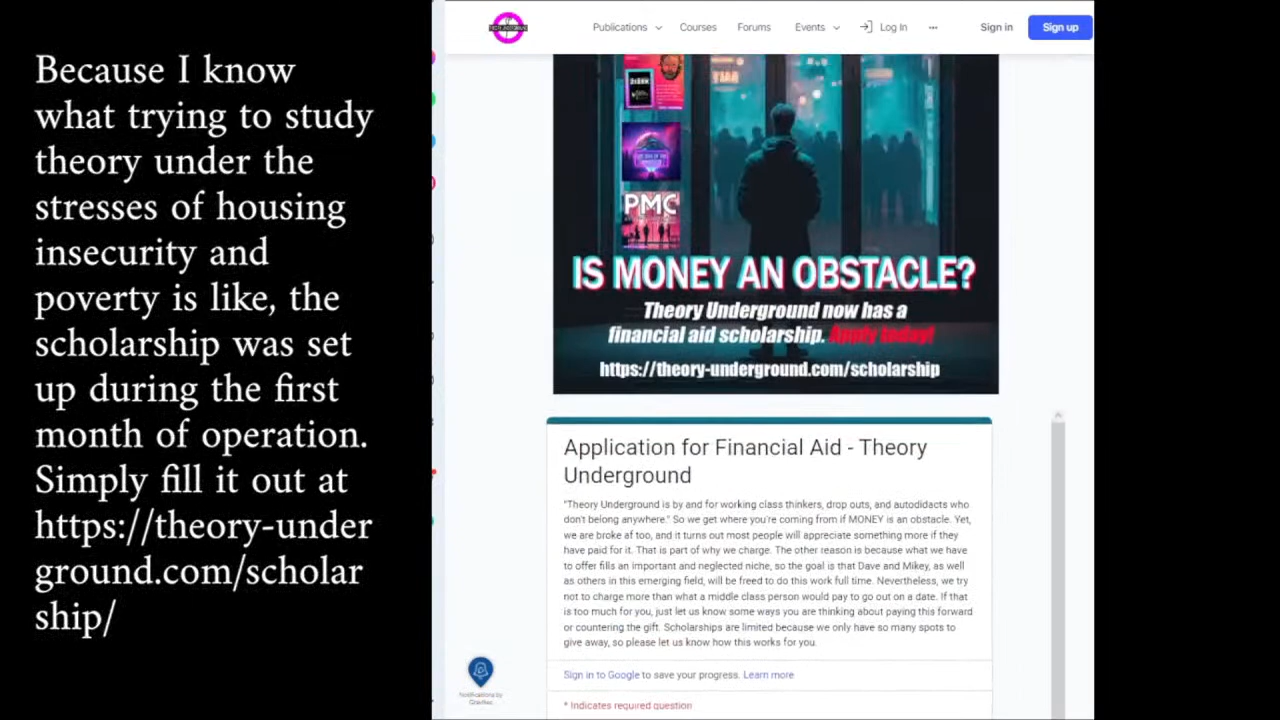 Because I know
what trying to study
theory under the
stresses of housing
insecurity and
poverty is like, the
scholarship was set
up during the first
month of operation.
Simply fill it out at
https://theory-under
ground.com/scholar
ship/
Publications
Courses
Forums
Events
Log In
Sign in
Sign up
PMC
IS MONEY AN OBSTACLE?
Theory Underground now has a
financial aid scholarship. Apply today!
https://theory-underground.com/scholarship
Application for Financial Aid - Theory
Underground
"Theory Underground is by and for working class thinkers, drop outs, and autodidacts who
don't belong anywhere." So we get where you're coming from if MONEY is an obstacle. Yet,
we are broke af too, and it turns out most people will appreciate something more if they
have paid for it. That is part of why we charge. The other reason is because what we have
to offer fills an important and neglected niche, so the goal is that Dave and Mikey, as well
as others in this emerging field, will be freed to do this work full time. Nevertheless, we try
not to charge more than what a middle class person would pay to go out on a date. If that
is too much for you, just let us know some ways you are thinking about paying this forward
or countering the gift. Scholarships are limited because we only have so many spots to
give away, so please let us know how this works for you.
Sign in to Google to save your progress. Learn more
* Indicates required question
Notifications by